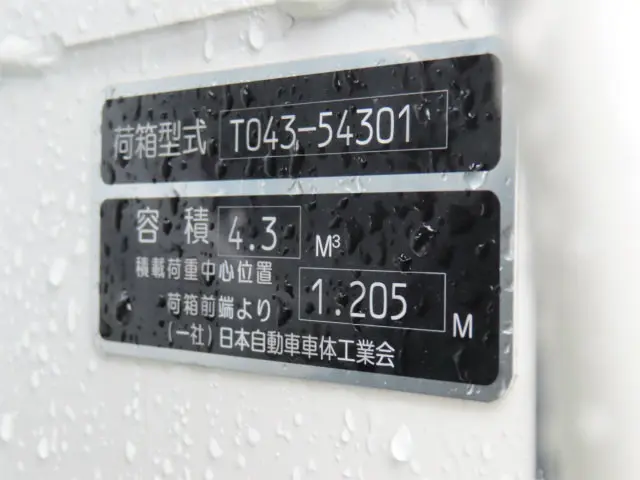 荷箱型式 T043-54301
容積 4.3 M³
積載荷重中心位置
荷箱前端より 1.205 M
(一社)日本自動車車体工業会